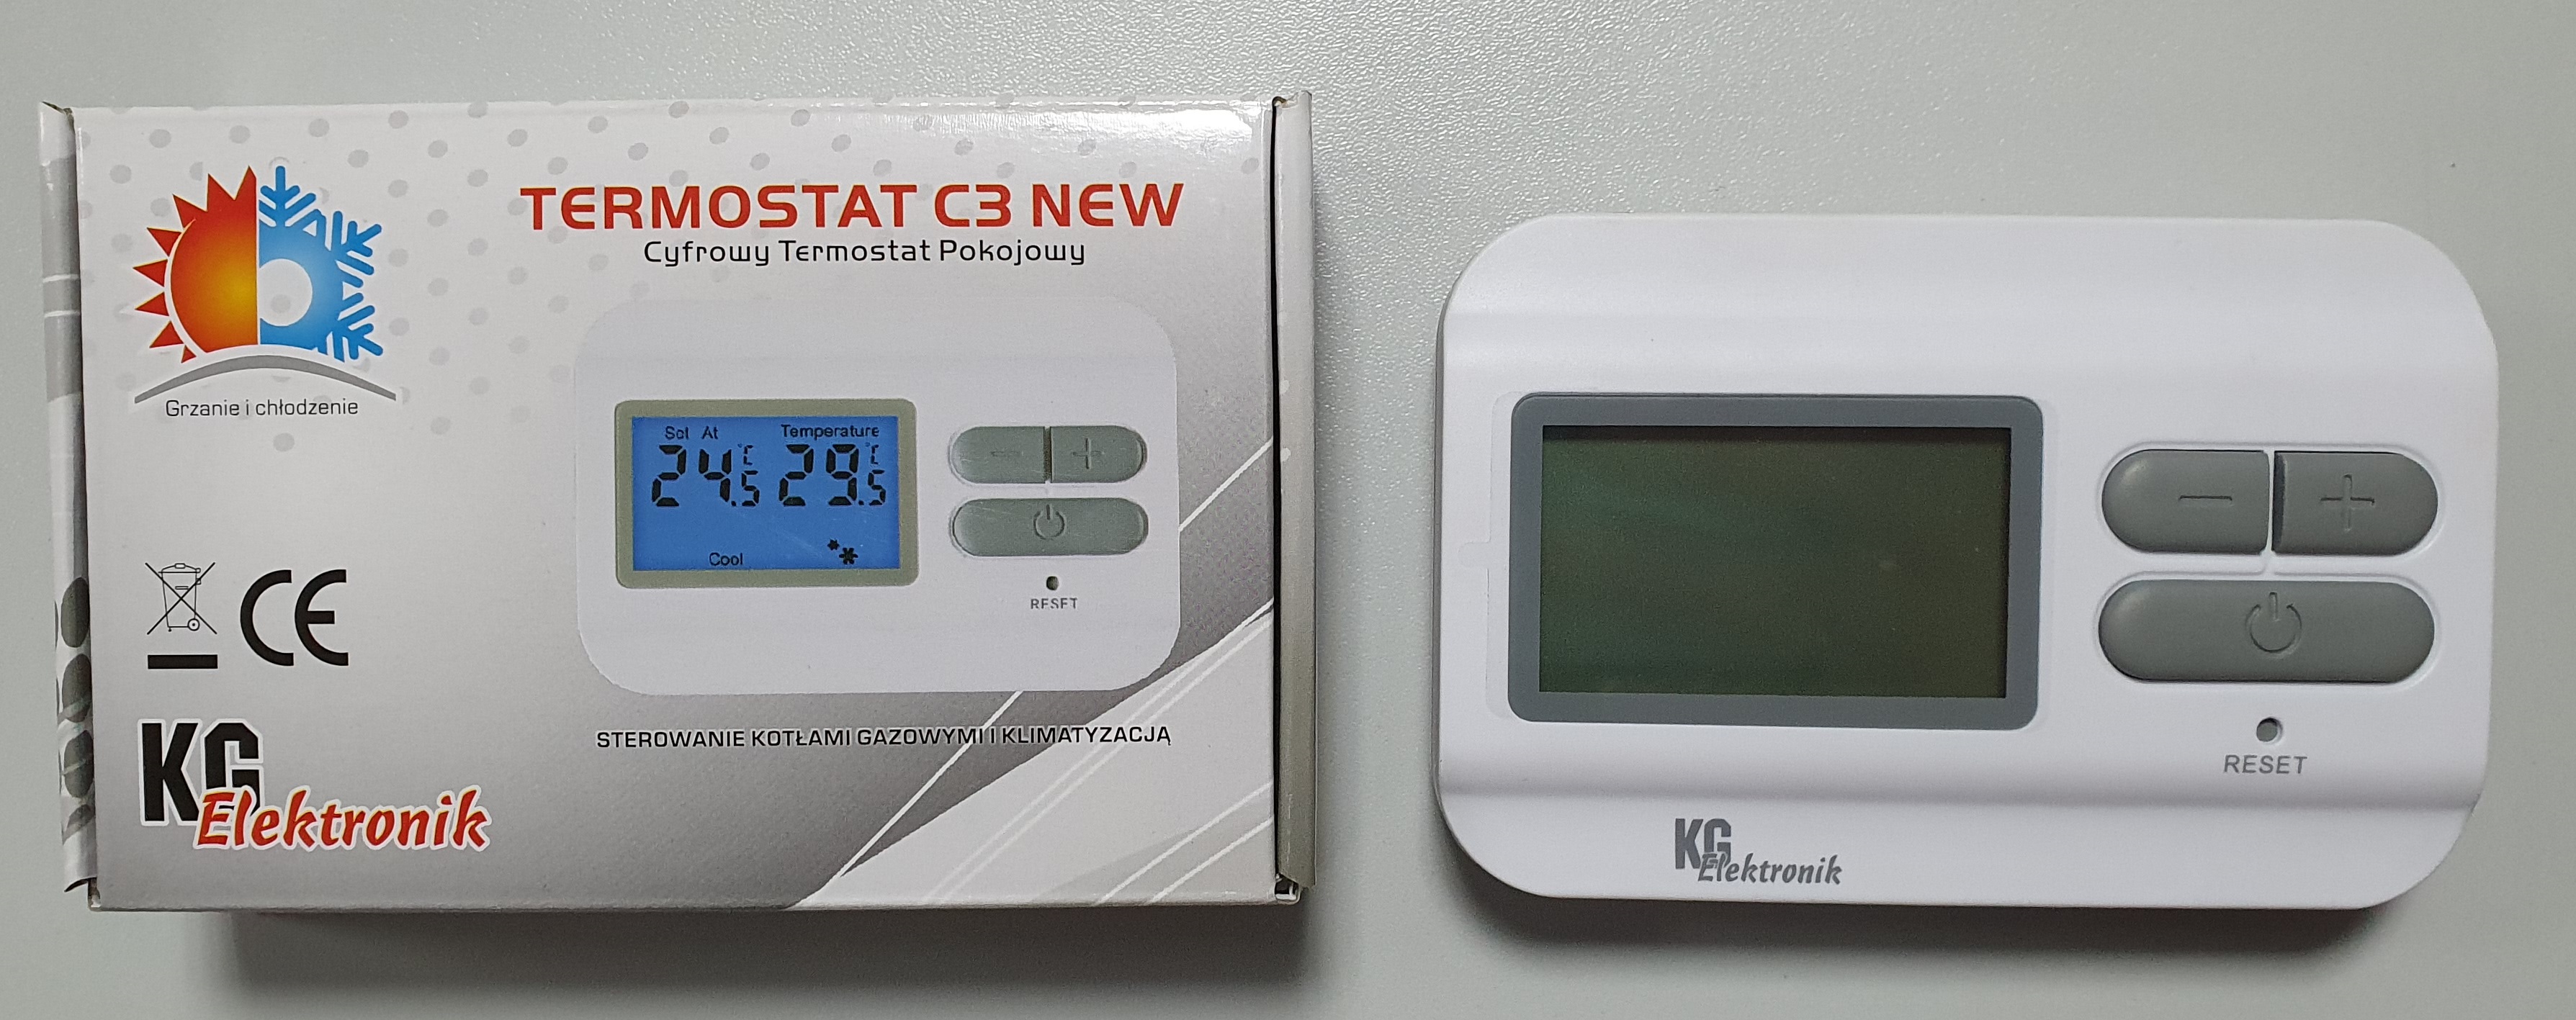 TERMOSTAT C3 NEW
Cyfrowy Termostat Pokojowy
Grzanie i chłodzenie
Set At Temperature
24.5 °C 29.5 °C
Cool
RESET
CE
STEROWANIE KOTŁAMI GAZOWYMI I KLIMATYZACJĄ
KG
Elektronik
RESET
KG
Elektronik